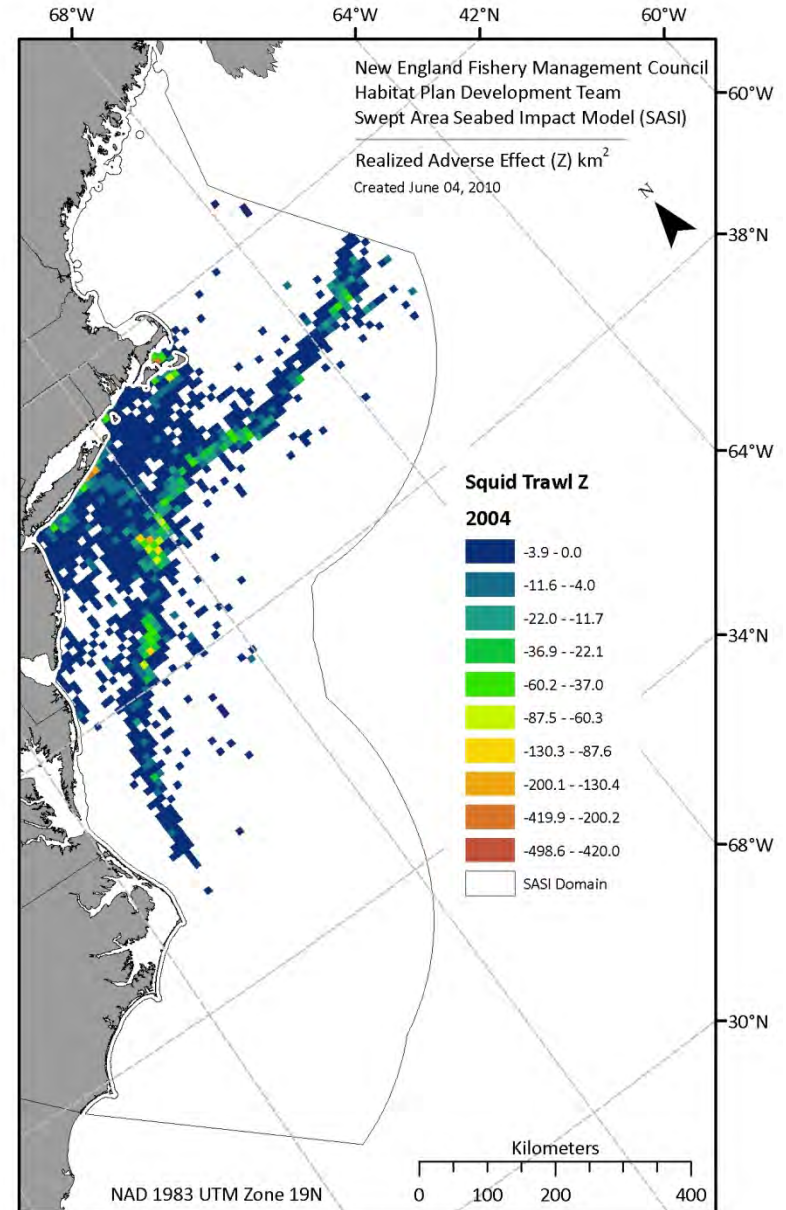 68°W 64°W 42°N 60°W
New England Fishery Management Council
Habitat Plan Development Team
Swept Area Seabed Impact Model (SASI)
Realized Adverse Effect (Z) km²
Created June 04, 2010
N
60°W
38°N
64°W
34°N
68°W
30°N
Squid Trawl Z
2004
-3.9 - 0.0
-11.6 - -4.0
-22.0 - -11.7
-36.9 - -22.1
-60.2 - -37.0
-87.5 - -60.3
-130.3 - -87.6
-200.1 - -130.4
-419.9 - -200.2
-498.6 - -420.0
SASI Domain
Kilometers
0 100 200 400
NAD 1983 UTM Zone 19N